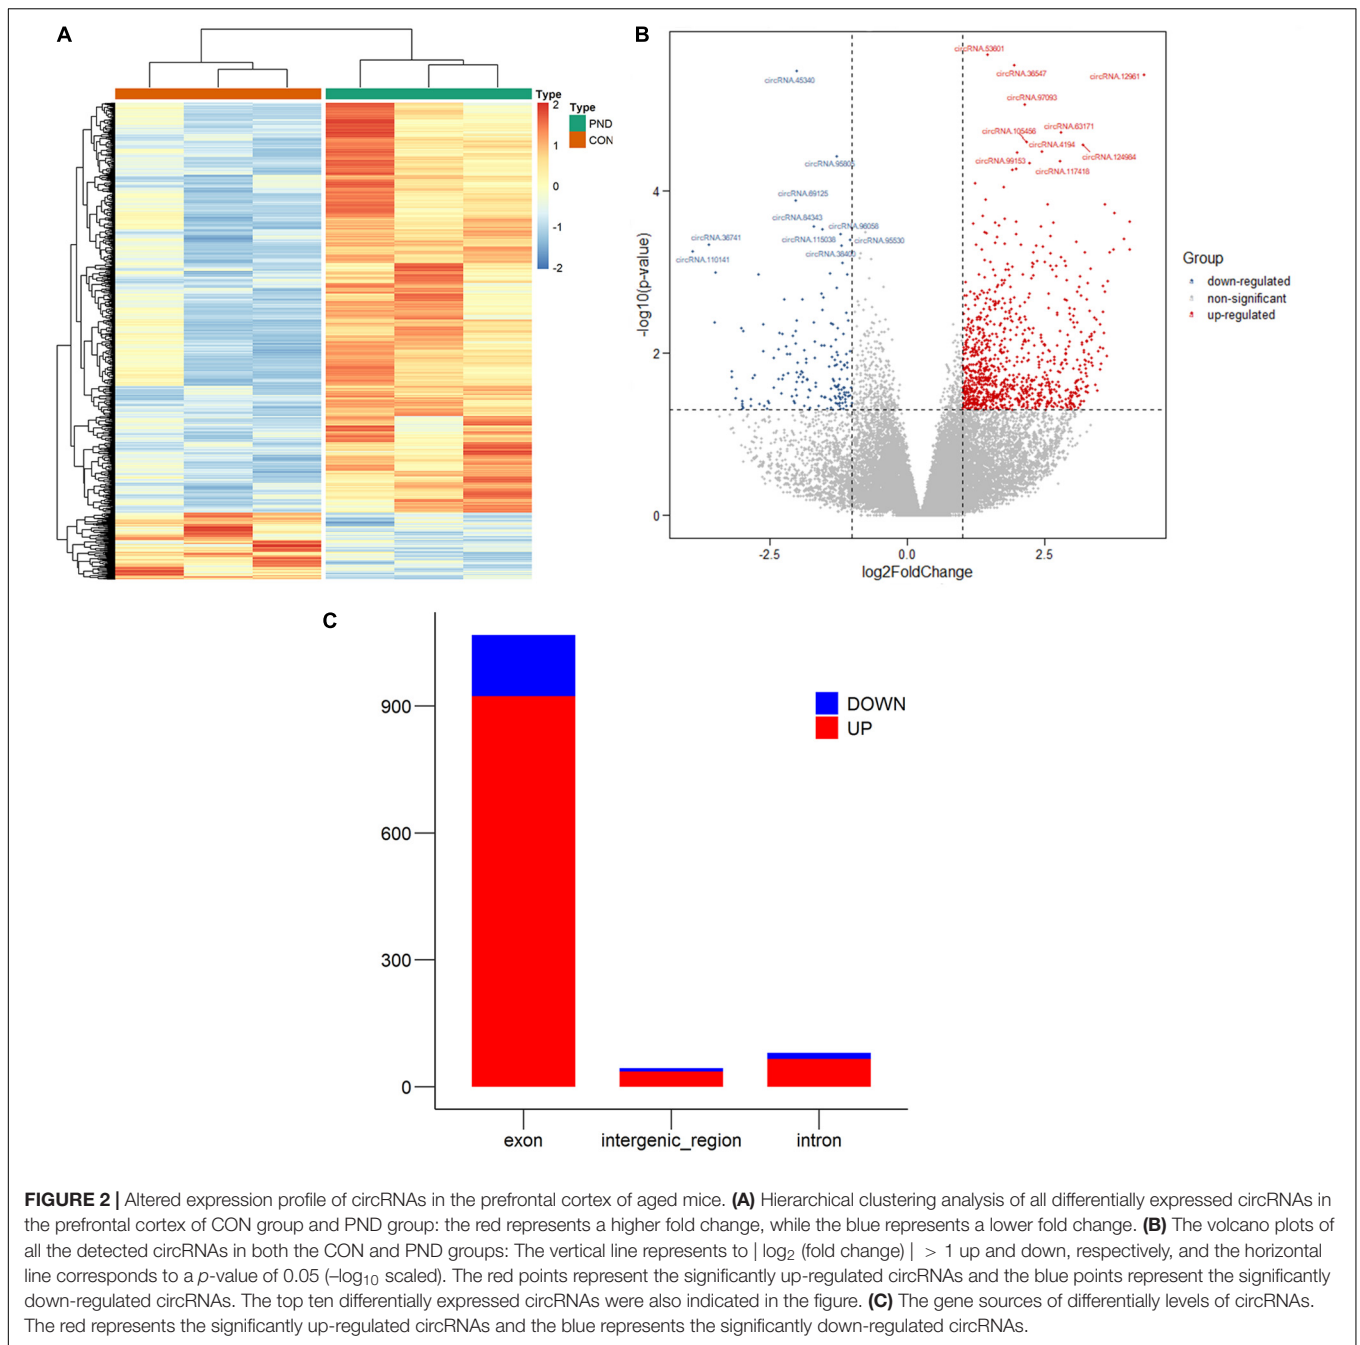 A
Type
2
1
0
-1
-2
Type
PND
CON
B
circRNA.53601
circRNA.36547
circRNA.12961
circRNA.45340
circRNA.97093
circRNA.63171
circRNA.105456
circRNA.4194
circRNA.124984
circRNA.99153
circRNA.117418
circRNA.95805
circRNA.69125
circRNA.84343
circRNA.96058
circRNA.115038
circRNA.95530
circRNA.38400
circRNA.36741
circRNA.110141
4
2
0
-log10(p-value)
-2.5
0.0
2.5
log2FoldChange
Group
down-regulated
non-significant
up-regulated
C
900
600
300
0
DOWN
UP
exon
intergenic_region
intron
FIGURE 2 | Altered expression profile of circRNAs in the prefrontal cortex of aged mice. (A) Hierarchical clustering analysis of all differentially expressed circRNAs in
the prefrontal cortex of CON group and PND group: the red represents a higher fold change, while the blue represents a lower fold change. (B) The volcano plots of
all the detected circRNAs in both the CON and PND groups: The vertical line represents to | log2 (fold change) | > 1 up and down, respectively, and the horizontal
line corresponds to a p-value of 0.05 (–log10 scaled). The red points represent the significantly up-regulated circRNAs and the blue points represent the significantly
down-regulated circRNAs. The top ten differentially expressed circRNAs were also indicated in the figure. (C) The gene sources of differentially levels of circRNAs.
The red represents the significantly up-regulated circRNAs and the blue represents the significantly down-regulated circRNAs.